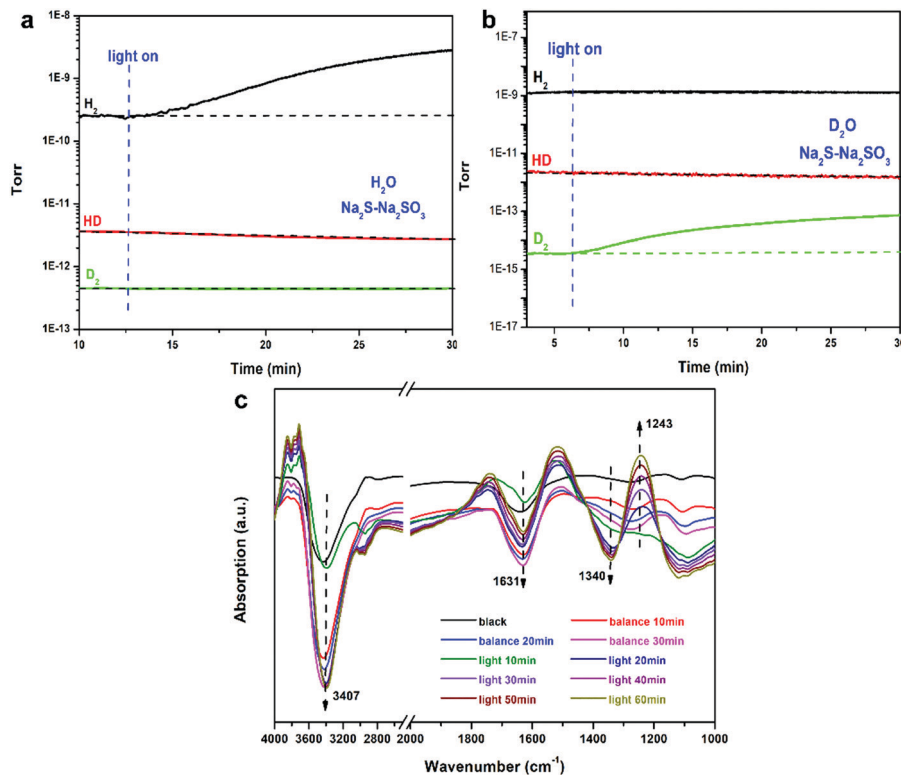 a
1E-8
1E-9
1E-10
1E-11
1E-12
1E-13
Torr
light on
H₂
HD
D₂
H₂O
Na₂S-Na₂SO₃
10
15
20
25
30
Time (min)
b
1E-7
1E-9
1E-11
1E-13
1E-15
1E-17
Torr
light on
H₂
HD
D₂
D₂O
Na₂S-Na₂SO₃
5
10
15
20
25
30
Time (min)
c
Absorption (a.u.)
1243
1631
1340
3407
black
balance 10min
balance 20min
balance 30min
light 10min
light 20min
light 30min
light 40min
light 50min
light 60min
4000
3400
2800
2000
1800
1600
1400
1200
1000
Wavenumber (cm⁻¹)